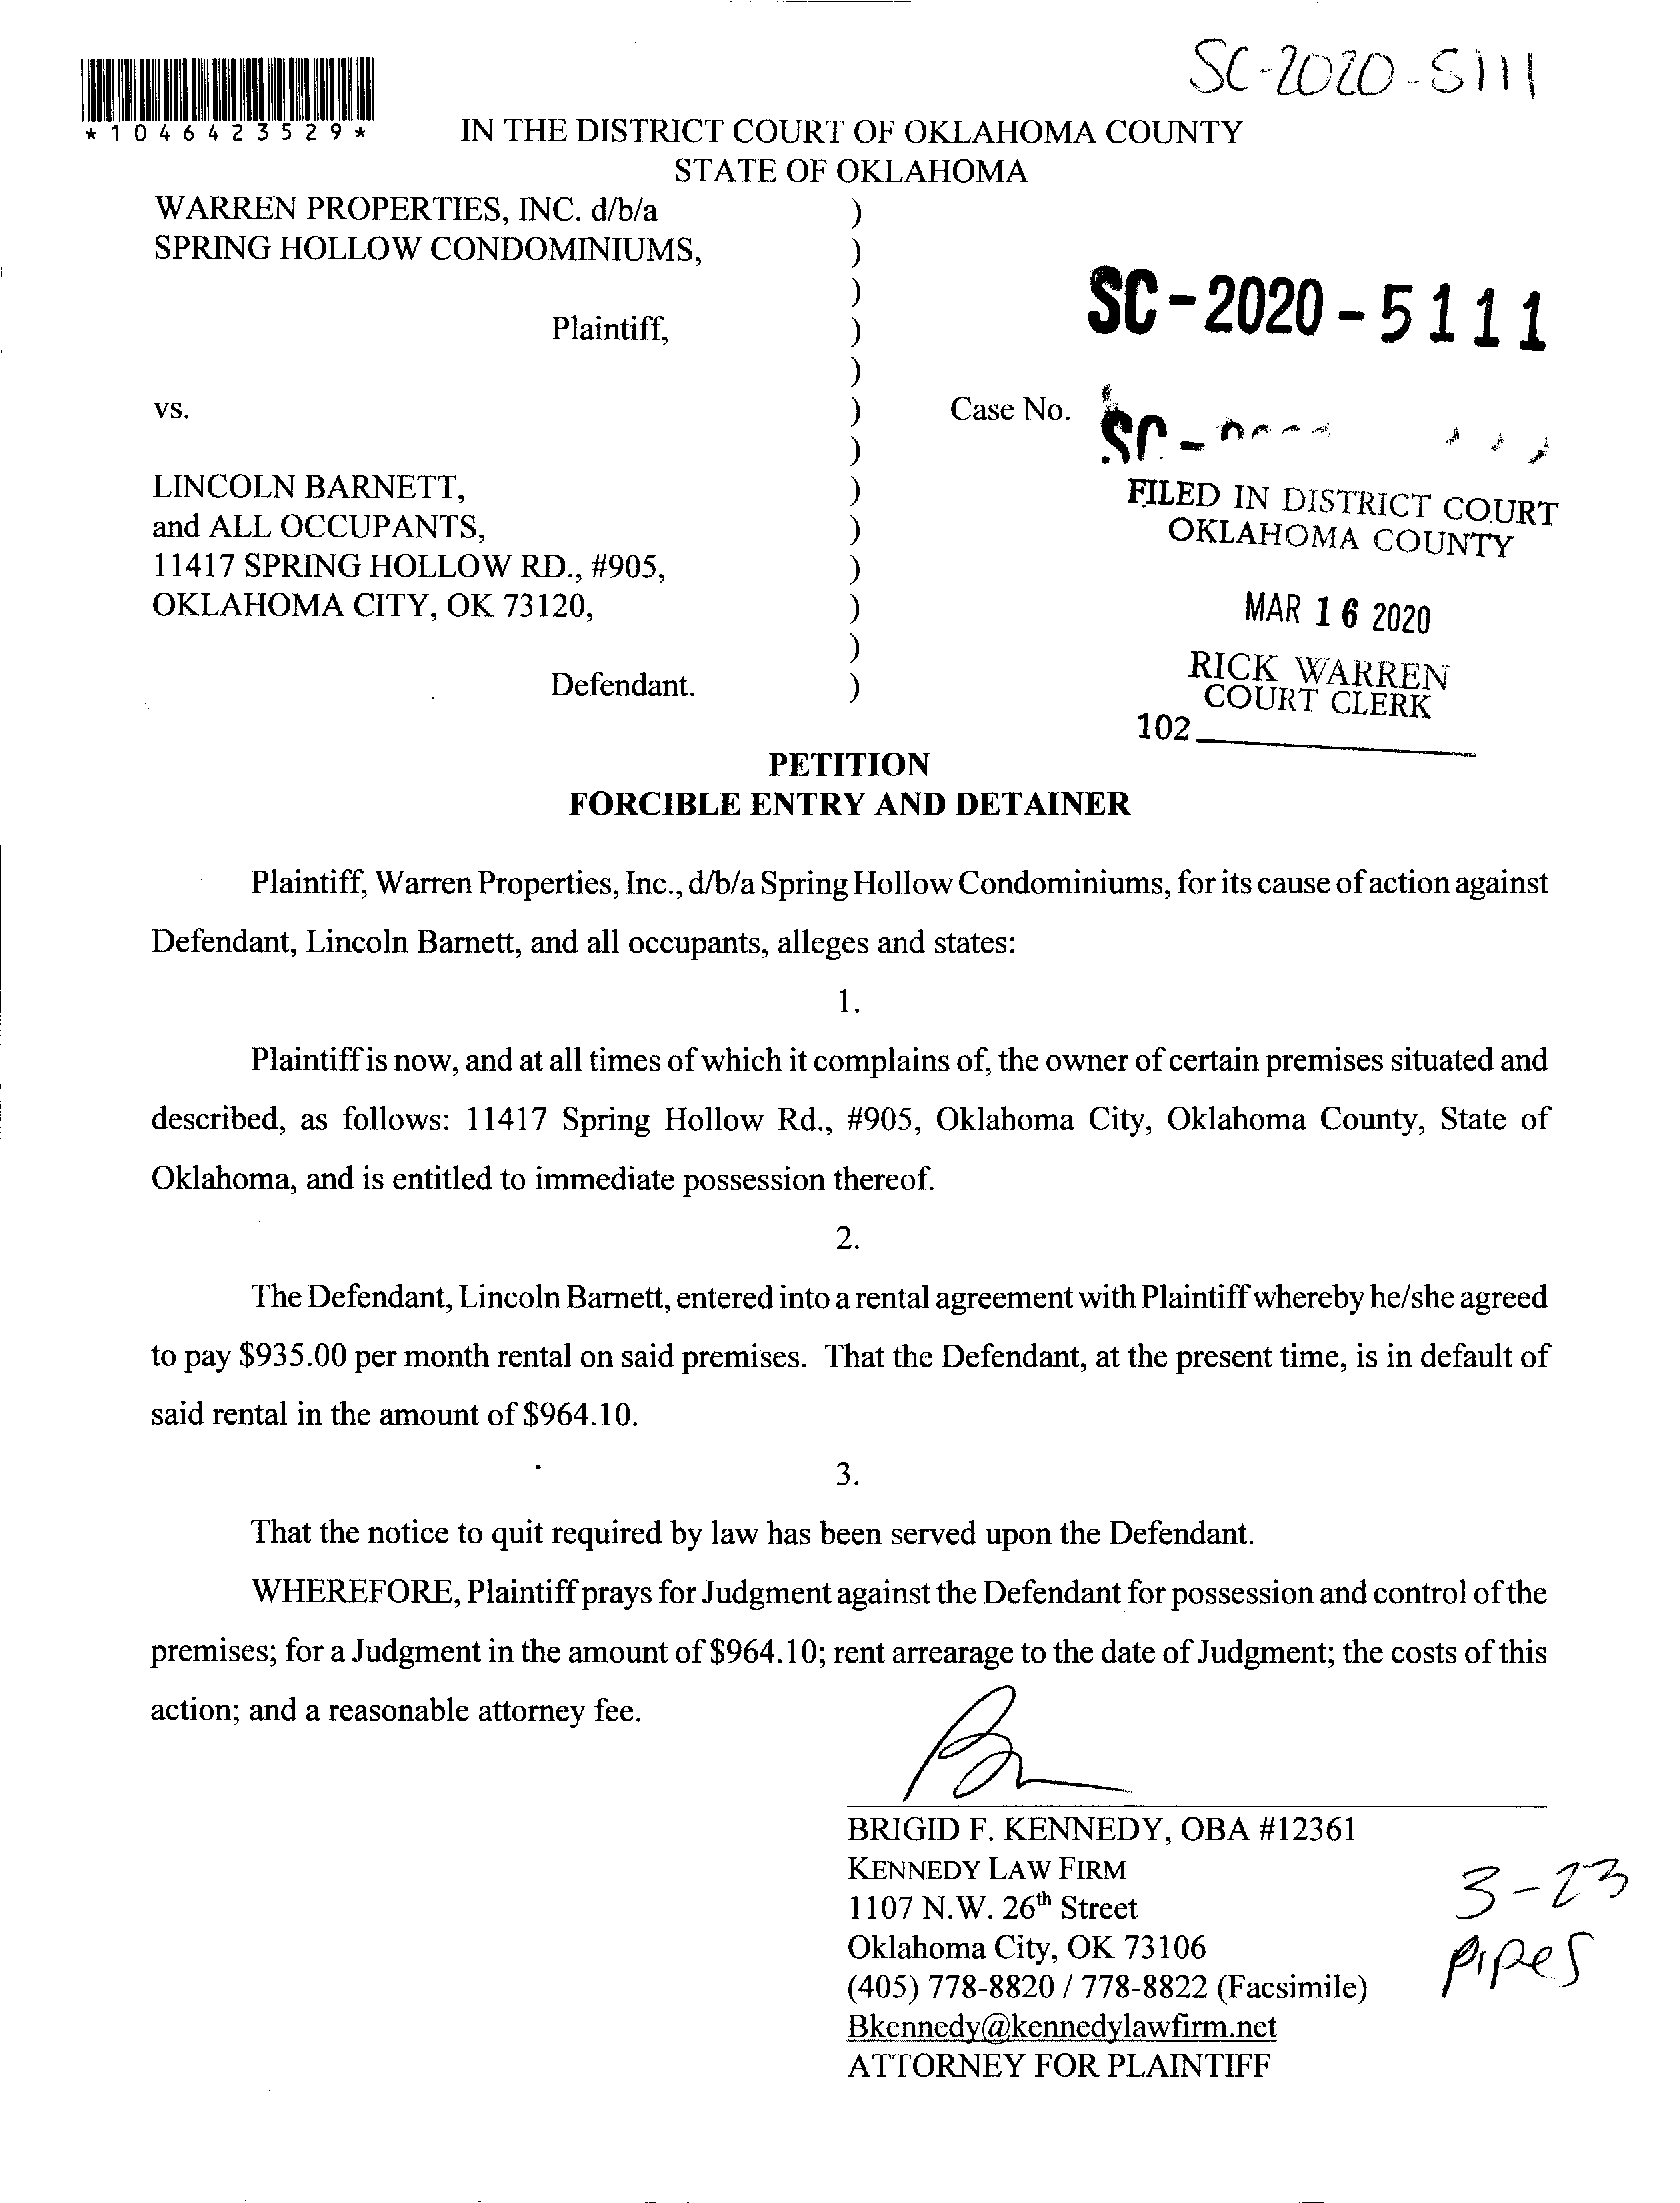 SC-2020-5111
*1046423529*
IN THE DISTRICT COURT OF OKLAHOMA COUNTY
STATE OF OKLAHOMA
WARREN PROPERTIES, INC. d/b/a )
SPRING HOLLOW CONDOMINIUMS, )
)
SC-2020-5111
Plaintiff, )
)
vs. ) Case No.
SC-
)
LINCOLN BARNETT, )
FILED IN DISTRICT COURT
and ALL OCCUPANTS, )
OKLAHOMA COUNTY
11417 SPRING HOLLOW RD., #905, )
OKLAHOMA CITY, OK 73120, )
MAR 16 2020
)
RICK WARREN
Defendant. )
COURT CLERK
102
PETITION
FORCIBLE ENTRY AND DETAINER
Plaintiff, Warren Properties, Inc., d/b/a Spring Hollow Condominiums, for its cause of action against
Defendant, Lincoln Barnett, and all occupants, alleges and states:
1.
Plaintiff is now, and at all times of which it complains of, the owner of certain premises situated and
described, as follows: 11417 Spring Hollow Rd., #905, Oklahoma City, Oklahoma County, State of
Oklahoma, and is entitled to immediate possession thereof.
2.
The Defendant, Lincoln Barnett, entered into a rental agreement with Plaintiff whereby he/she agreed
to pay $935.00 per month rental on said premises. That the Defendant, at the present time, is in default of
said rental in the amount of $964.10.
3.
That the notice to quit required by law has been served upon the Defendant.
WHEREFORE, Plaintiff prays for Judgment against the Defendant for possession and control of the
premises; for a Judgment in the amount of $964.10; rent arrearage to the date of Judgment; the costs of this
action; and a reasonable attorney fee.
BRIGID F. KENNEDY, OBA #12361
KENNEDY LAW FIRM
1107 N.W. 26th Street
Oklahoma City, OK 73106
(405) 778-8820 / 778-8822 (Facsimile)
Bkennedy@kennedylawfirm.net
ATTORNEY FOR PLAINTIFF
3-23
Pipes